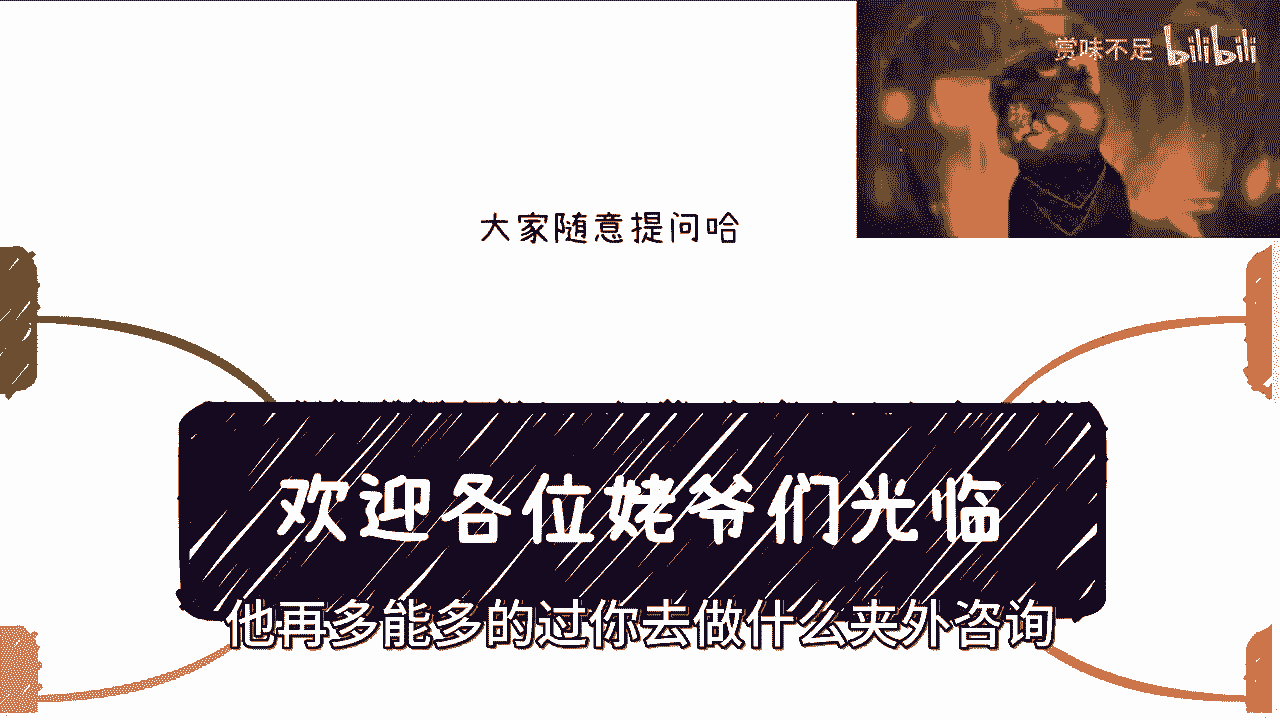 赏味不足 bilibili
大家随意提问哈
欢迎各位姥爷们光临
他再多能多的过你去做什么夹外咨询